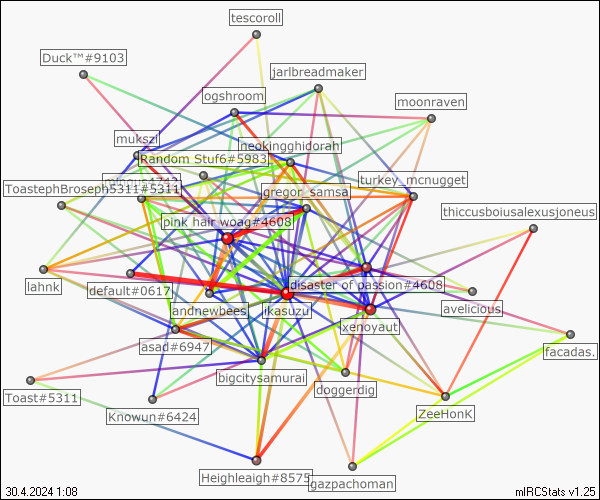 tescoroll
Duck™#9103
jarlbreadmaker
ogshroom
moonraven
mukszi
neokingghidorah
Random Stuf6#5983
turkey_mcnugget
ToastephBroseph5311#5311
gregor_samsa
thiccusboiusalexusjoneus
pink hair woag#4608
lahnk
default#0617
disaster of passion#4608
andnewbees
ikasuzu
avelicious
xenoyaut
asad#6947
facadas.
bigcitysamurai
doggerdig
Toast#5311
Knowun#6424
ZeeHonK
Heighleagh#8575
gazpachoman
30.4.2024 1:08
mIRCStats v1.25